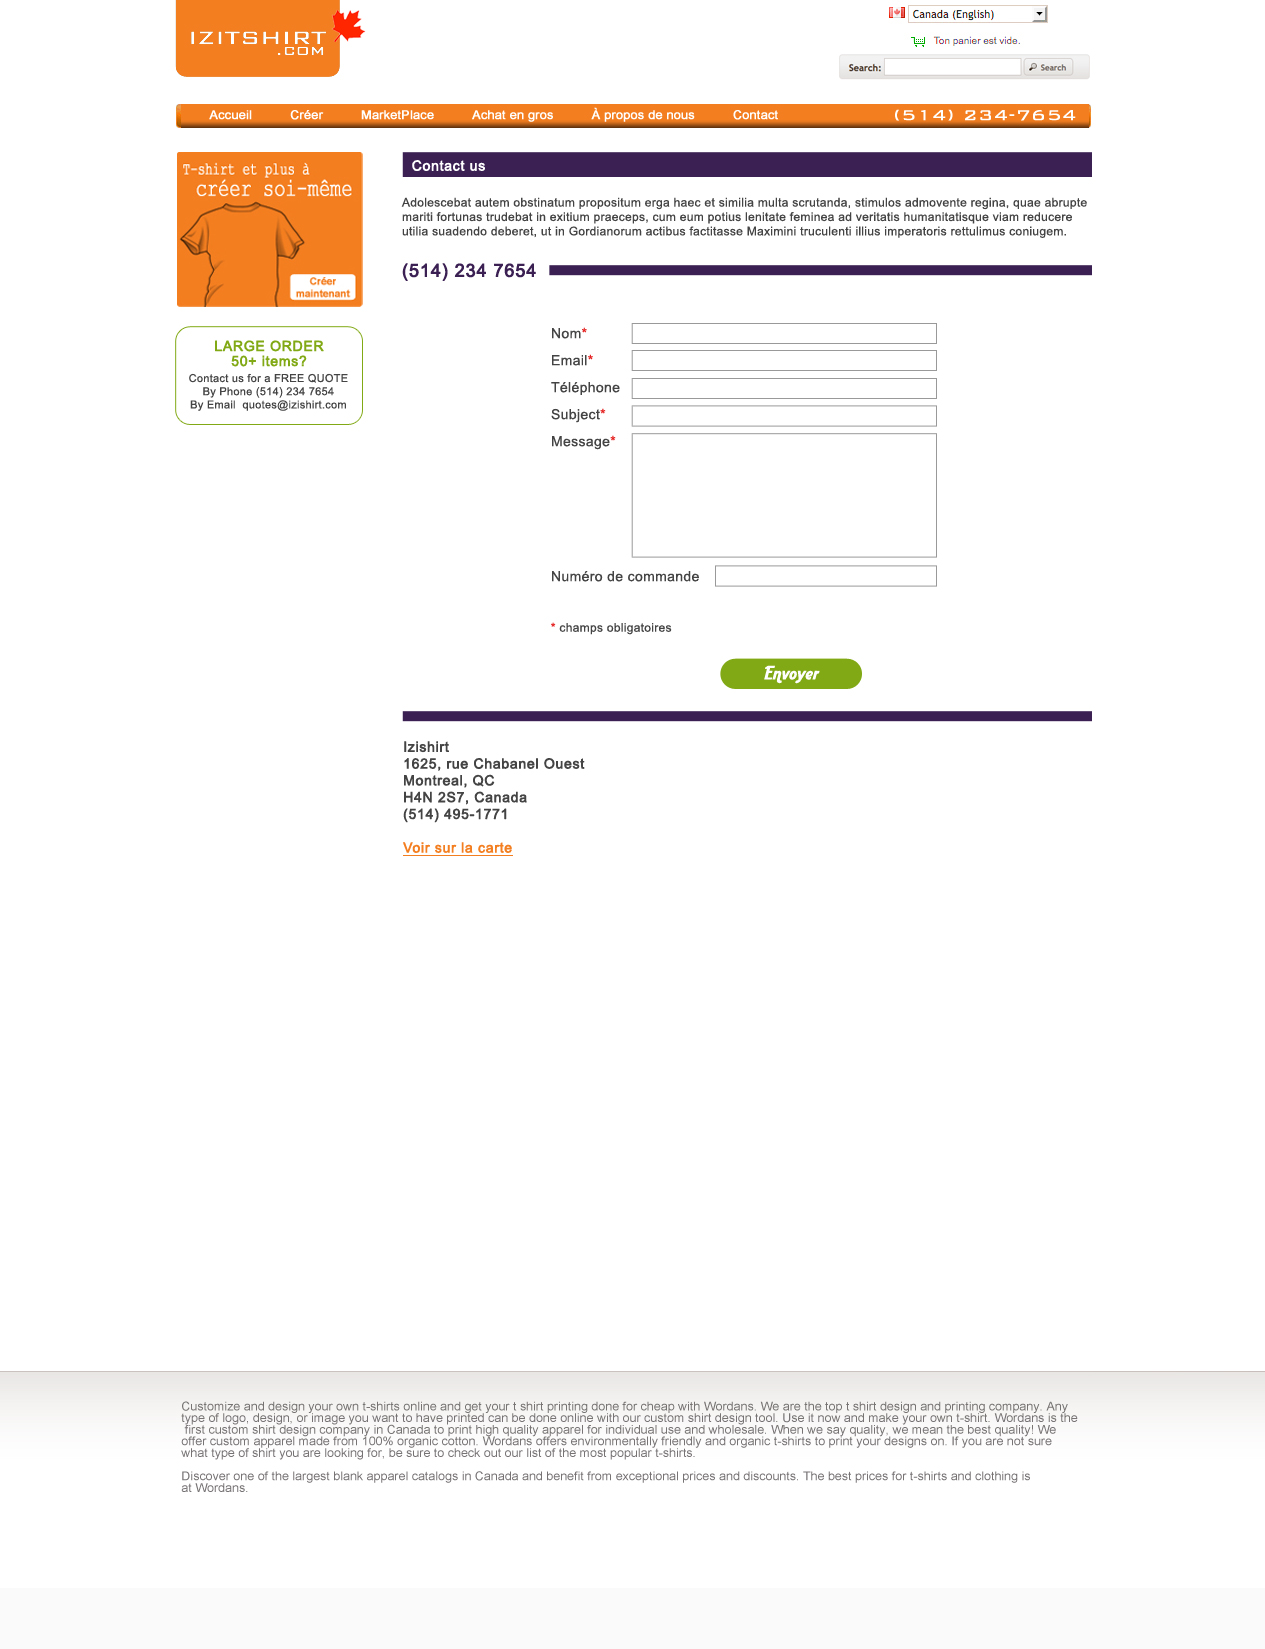 IZITSHIRT
.COM
Canada (English)
Ton panier est vide.
Search: Search
Accueil Créer MarketPlace Achat en gros À propos de nous Contact (514) 234-7654
T-shirt et plus à
créer soi-même
Créer
maintenant
LARGE ORDER
50+ items?
Contact us for a FREE QUOTE
By Phone (514) 234 7654
By Email quotes@izishirt.com
Contact us
Adolescebat autem obstinatum propositum erga haec et similia multa scrutanda, stimulos admovente regina, quae abrupte
mariti fortunas trudebat in exitium praeceps, cum eum potius lenitate feminea ad veritatis humanitatisque viam reducere
utilia suadendo deberet, ut in Gordianorum actibus factitasse Maximini truculenti illius imperatoris rettulimus coniugem.
(514) 234 7654
Nom*
Email*
Téléphone
Subject*
Message*
Numéro de commande
* champs obligatoires
Envoyer
Izishirt
1625, rue Chabanel Ouest
Montreal, QC
H4N 2S7, Canada
(514) 495-1771
Voir sur la carte
Customize and design your own t-shirts online and get your t shirt printing done for cheap with Wordans. We are the top t shirt design and printing company. Any
type of logo, design, or image you want to have printed can be done online with our custom shirt design tool. Use it now and make your own t-shirt. Wordans is the
first custom shirt design company in Canada to print high quality apparel for individual use and wholesale. When we say quality, we mean the best quality! We
offer custom apparel made from 100% organic cotton. Wordans offers environmentally friendly and organic t-shirts to print your designs on. If you are not sure
what type of shirt you are looking for, be sure to check out our list of the most popular t-shirts.
Discover one of the largest blank apparel catalogs in Canada and benefit from exceptional prices and discounts. The best prices for t-shirts and clothing is
at Wordans.